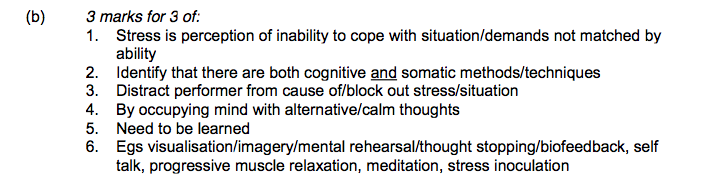 (b) 3 marks for 3 of:
1. Stress is perception of inability to cope with situation/demands not matched by
ability
2. Identify that there are both cognitive and somatic methods/techniques
3. Distract performer from cause of/block out stress/situation
4. By occupying mind with alternative/calm thoughts
5. Need to be learned
6. Egs visualisation/imagery/mental rehearsal/thought stopping/biofeedback, self
talk, progressive muscle relaxation, meditation, stress inoculation